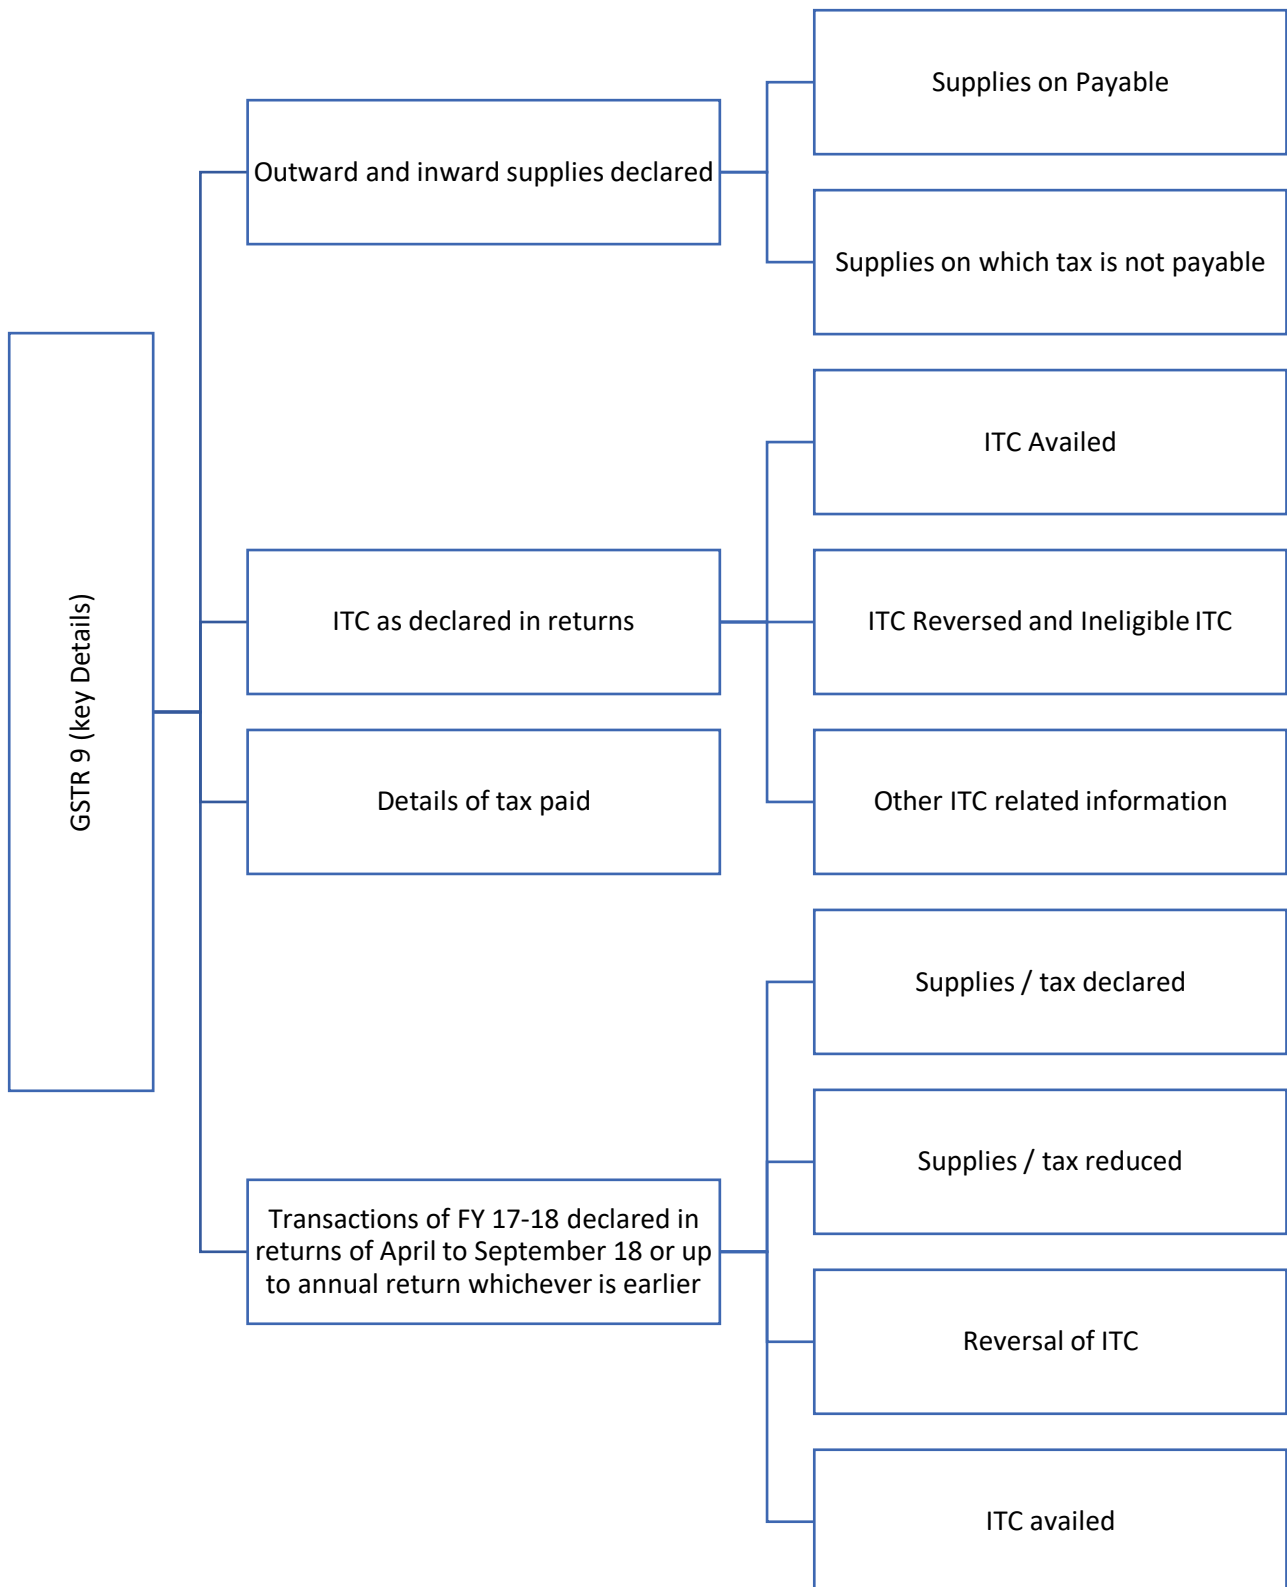 GSTR 9 (key Details)
Outward and inward supplies declared
Supplies on Payable
Supplies on which tax is not payable
ITC as declared in returns
ITC Availed
ITC Reversed and Ineligible ITC
Other ITC related information
Details of tax paid
Transactions of FY 17-18 declared in
returns of April to September 18 or up
to annual return whichever is earlier
Supplies / tax declared
Supplies / tax reduced
Reversal of ITC
ITC availed